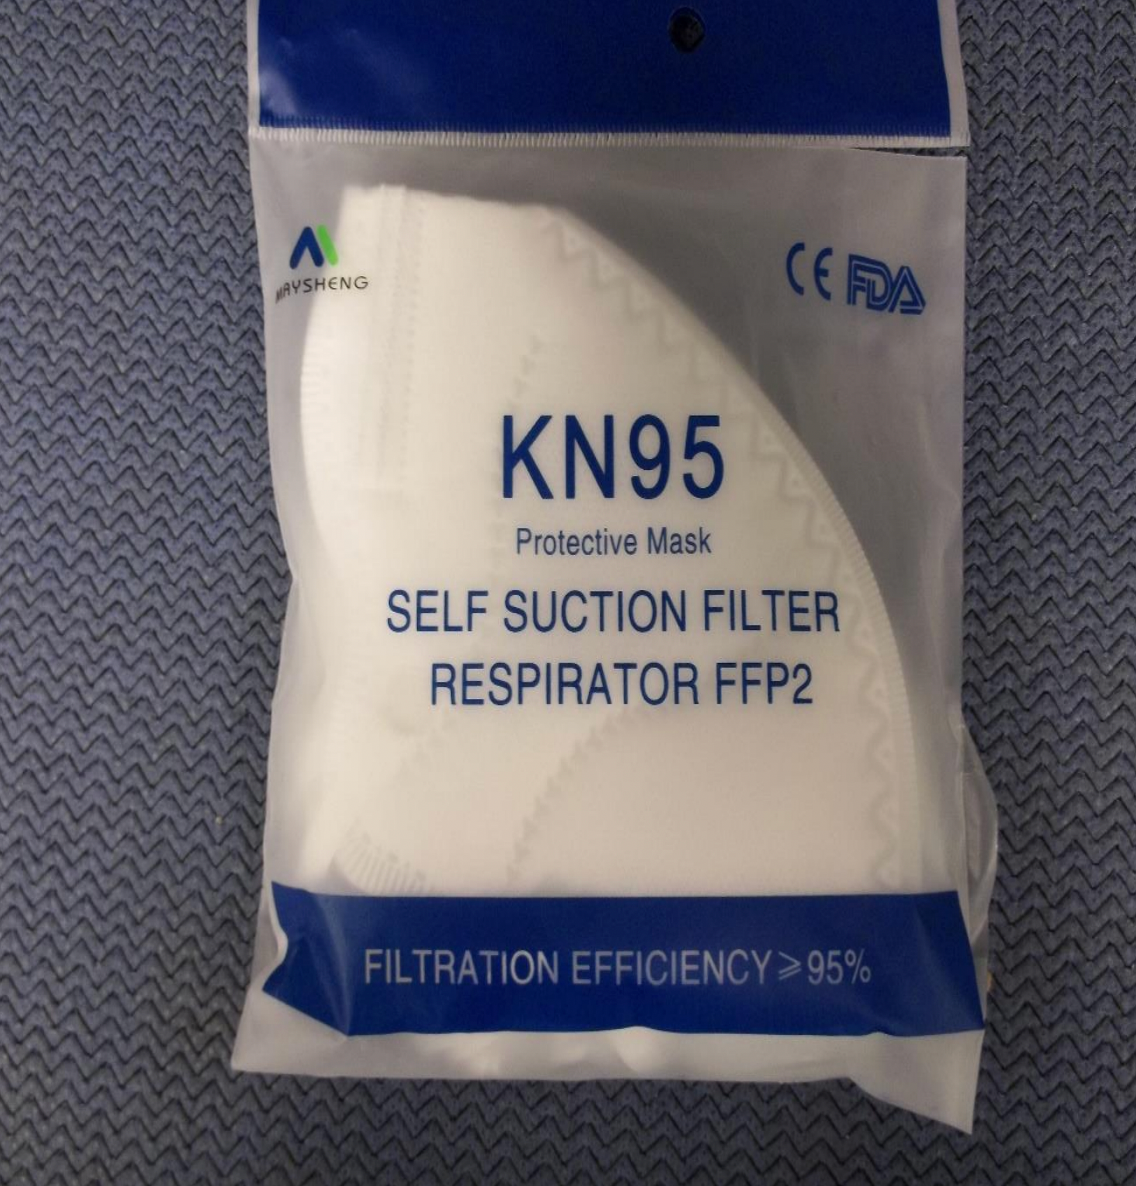 MAYSHENG
CE FDA
KN95
Protective Mask
SELF SUCTION FILTER
RESPIRATOR FFP2
FILTRATION EFFICIENCY⩾95%